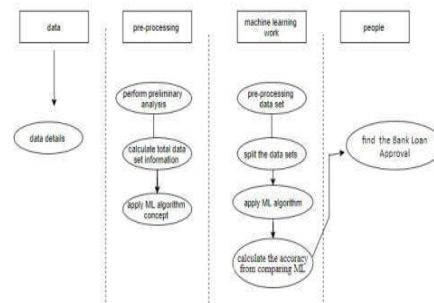 data
pre-processing
machine learning
work
people
perform preliminary
analysis
pre-processing
data set
data details
calculate total data
set information
split the data sets
find the Bank Loan
Approval
apply ML algorithm
concept
apply ML algorithm
calculate the accuracy
from comparing ML